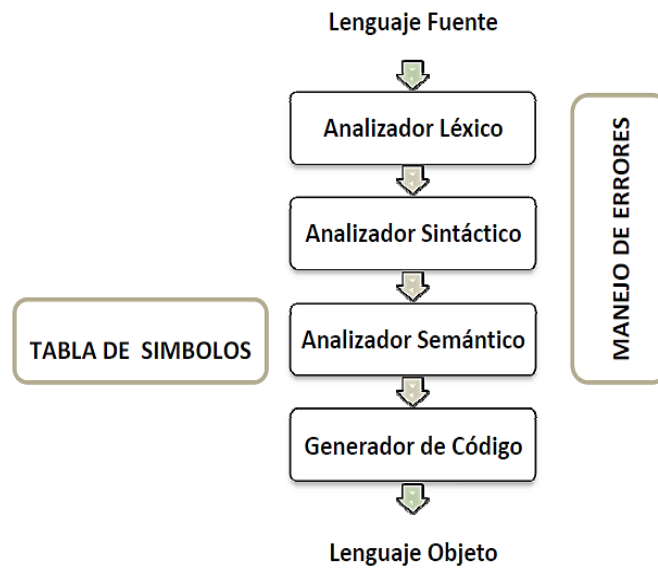 Lenguaje Fuente
Analizador Léxico
MANEJO DE ERRORES
Analizador Sintáctico
TABLA DE SIMBOLOS
Analizador Semántico
Generador de Código
Lenguaje Objeto